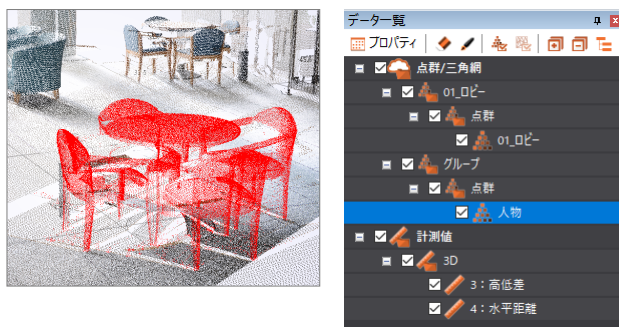 データ一覧
プロパティ
点群/三角網
01_ロビー
点群
01_ロビー
グループ
点群
人物
計測値
3D
3：高低差
4：水平距離